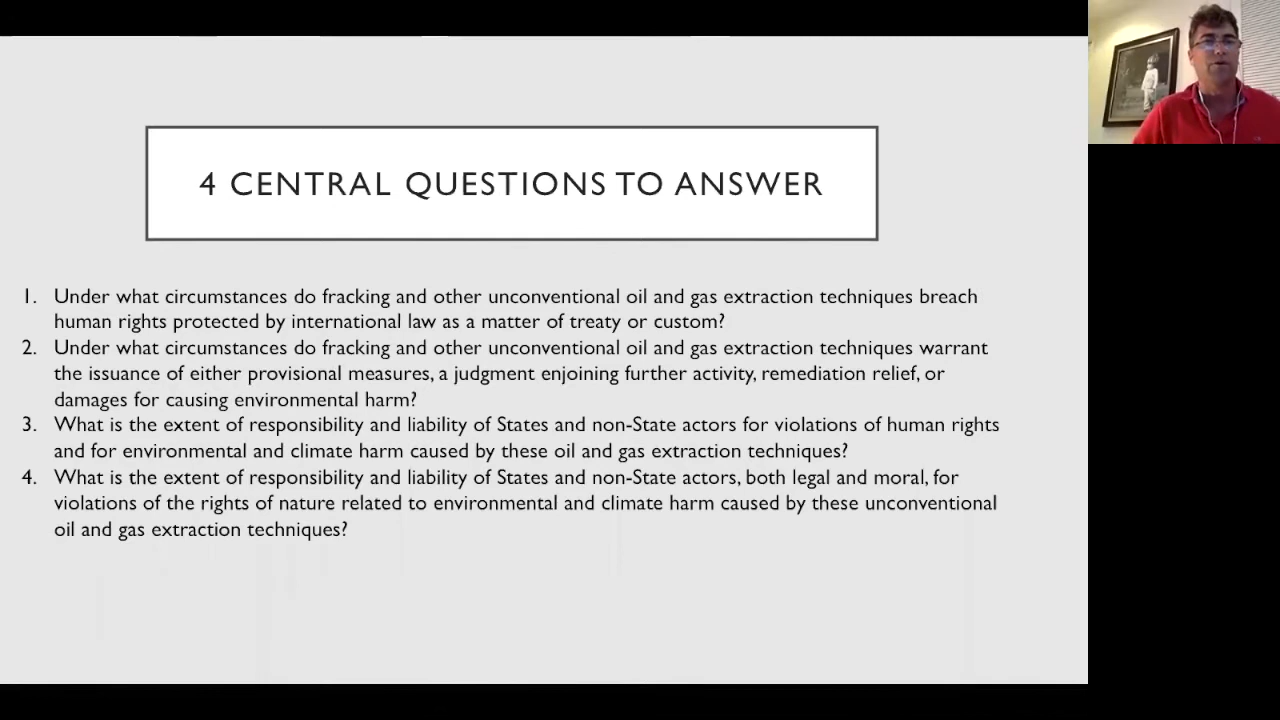 4 CENTRAL QUESTIONS TO ANSWER
1. Under what circumstances do fracking and other unconventional oil and gas extraction techniques breach
human rights protected by international law as a matter of treaty or custom?
2. Under what circumstances do fracking and other unconventional oil and gas extraction techniques warrant
the issuance of either provisional measures, a judgment enjoining further activity, remediation relief, or
damages for causing environmental harm?
3. What is the extent of responsibility and liability of States and non-State actors for violations of human rights
and for environmental and climate harm caused by these oil and gas extraction techniques?
4. What is the extent of responsibility and liability of States and non-State actors, both legal and moral, for
violations of the rights of nature related to environmental and climate harm caused by these unconventional
oil and gas extraction techniques?